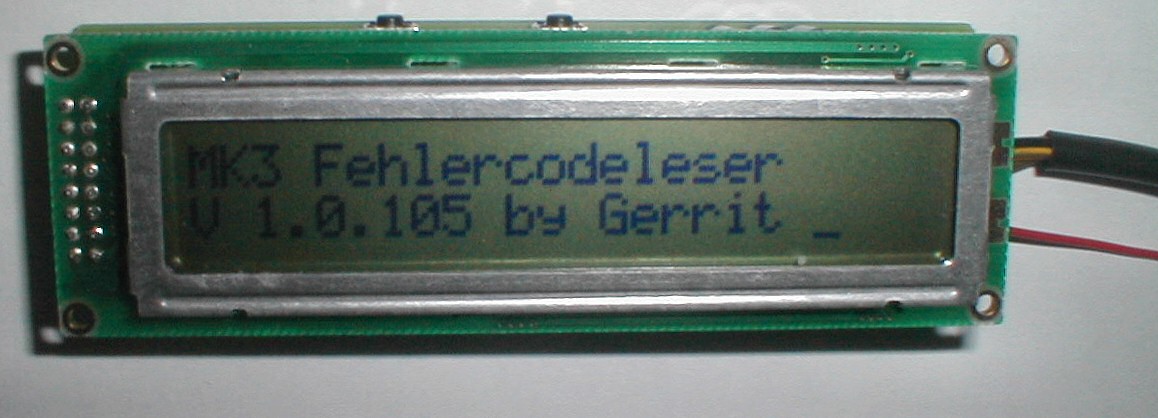 MK3 Fehlercodeleser
V 1.0.105 by Gerrit _